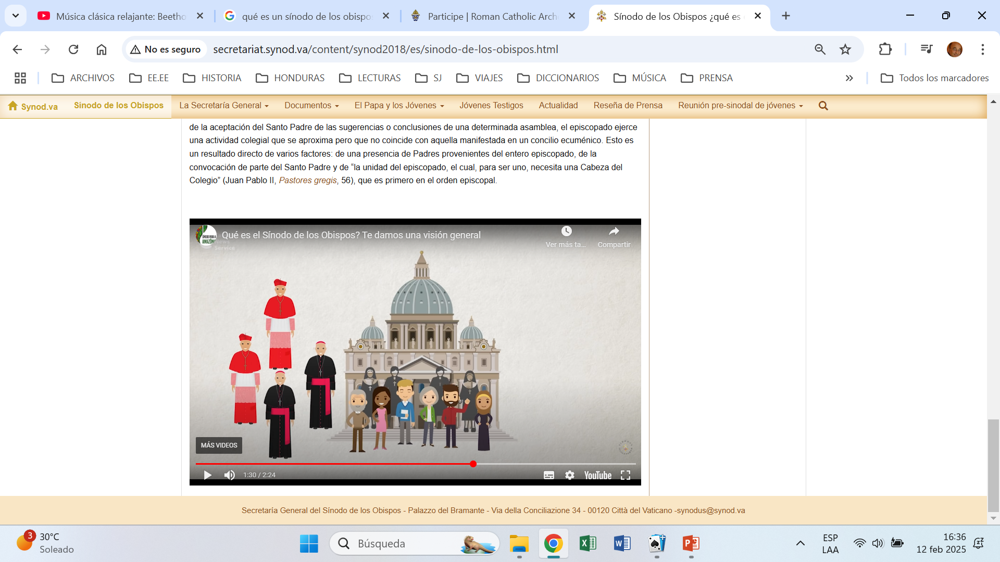 Música clásica relajante: Beetho
qué es un sínodo de los obispo
Participe | Roman Catholic Arch
Sínodo de los Obispos ¿qué es
No es seguro
secretariat.synod.va/content/synod2018/es/sinodo-de-los-obispos.html
ARCHIVOS
EE.EE
HISTORIA
HONDURAS
LECTURAS
SJ
VIAJES
DICCIONARIOS
MÚSICA
PRENSA
Todos los marcadores
Synod.va
Sinodo de los Obispos
La Secretaría General
Documentos
El Papa y los Jóvenes
Jóvenes Testigos
Actualidad
Reseña de Prensa
Reunión pre-sinodal de jóvenes
de la aceptación del Santo Padre de las sugerencias o conclusiones de una determinada asamblea, el episcopado ejerce
una actividad colegial que se aproxima pero que no coincide con aquella manifestada en un concilio ecuménico. Esto es
un resultado directo de varios factores: de una presencia de Padres provenientes del entero episcopado, de la
convocación de parte del Santo Padre y de “la unidad del episcopado, el cual, para ser uno, necesita una Cabeza del
Colegio” (Juan Pablo II, Pastores gregis, 56), que es primero en el orden episcopal.
Qué es el Sínodo de los Obispos? Te damos una visión general
Ver más ta...
Compartir
News
Service
SÍNODO PARA A
AMAZÔN
MÁS VIDEOS
1:30 / 2:24
YouTube
Secretaría General del Sínodo de los Obispos - Palazzo del Bramante - Via della Conciliazione 34 - 00120 Città del Vaticano -synodus@synod.va
3
30°C
Soleado
Búsqueda
ESP
LAA
16:36
12 feb 2025